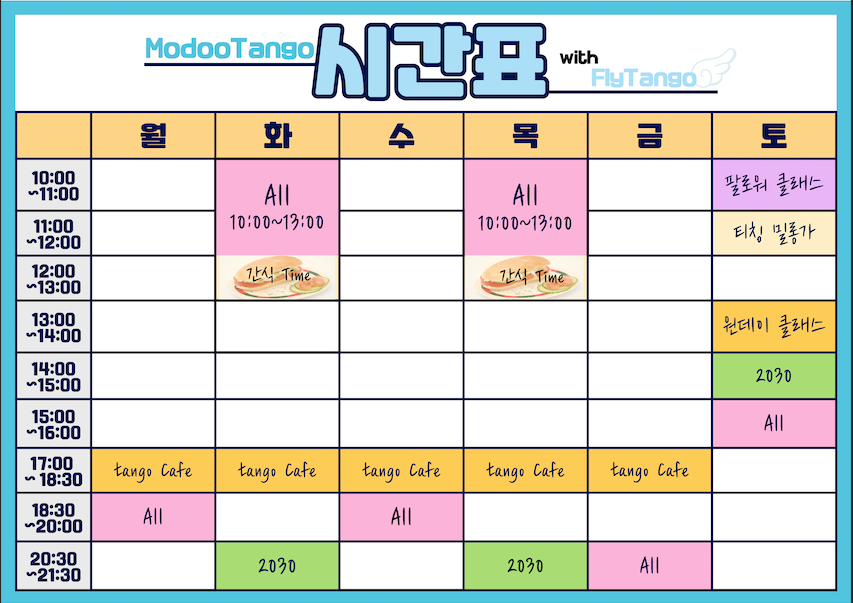 ModooTango 시간표 with FlyTango
월 화 수 목 금 토
10:00
~11:00
All
10:00~13:00
All
10:00~13:00
팔로워 클래스
11:00
~12:00
티칭 밀롱가
12:00
~13:00
간식 Time
간식 Time
13:00
~14:00
원데이 클래스
14:00
~15:00
2030
15:00
~16:00
All
17:00
~ 18:30
tango Cafe
tango Cafe
tango Cafe
tango Cafe
tango Cafe
18:30
~20:00
All
All
20:30
~21:30
2030
2030
All